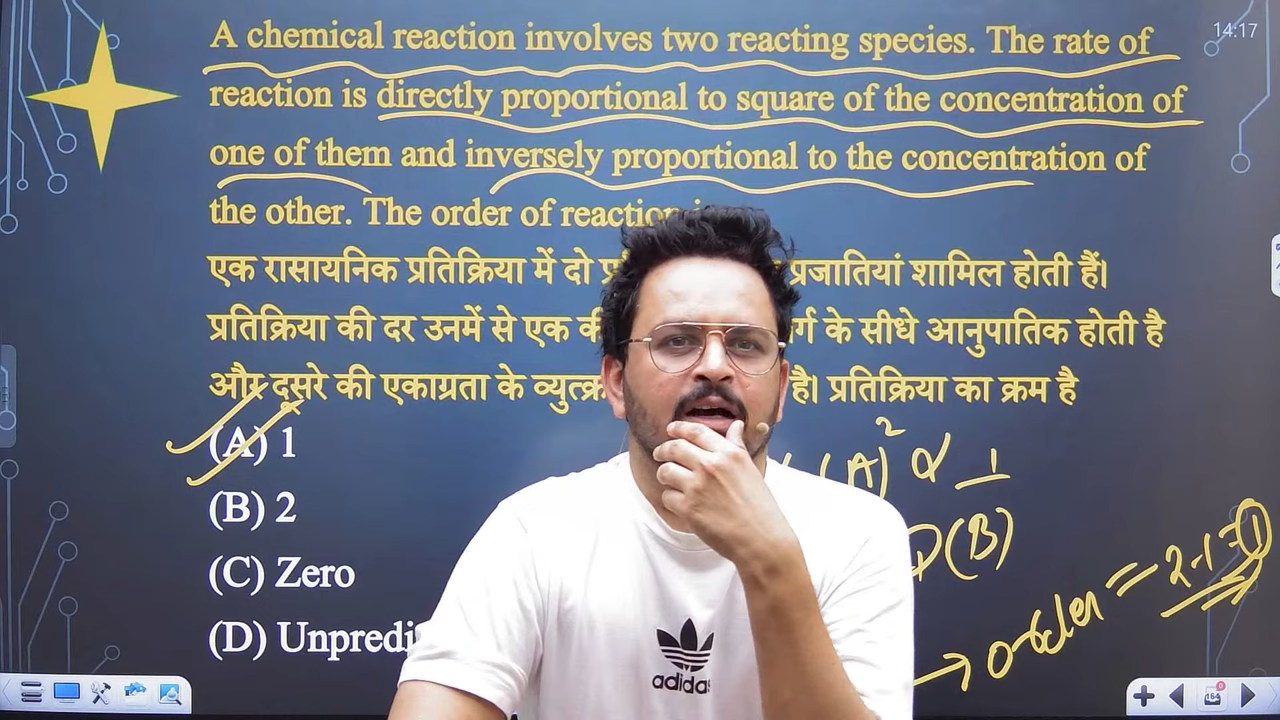 14:17
A chemical reaction involves two reacting species. The rate of
reaction is directly proportional to square of the concentration of
one of them and inversely proportional to the concentration of
the other. The order of reaction
एक रासायनिक प्रतिक्रिया में दो प्रजातियां शामिल होती हैं।
प्रतिक्रिया की दर उनमें से एक के सीधे आनुपातिक होती है
और दूसरे की एकाग्रता के है। प्रतिक्रिया का क्रम है
(A) 1
(B) 2
(C) Zero
(D)
(A)² ∝ 1
(B)
→ order = 2-1 = 1
adidas
164